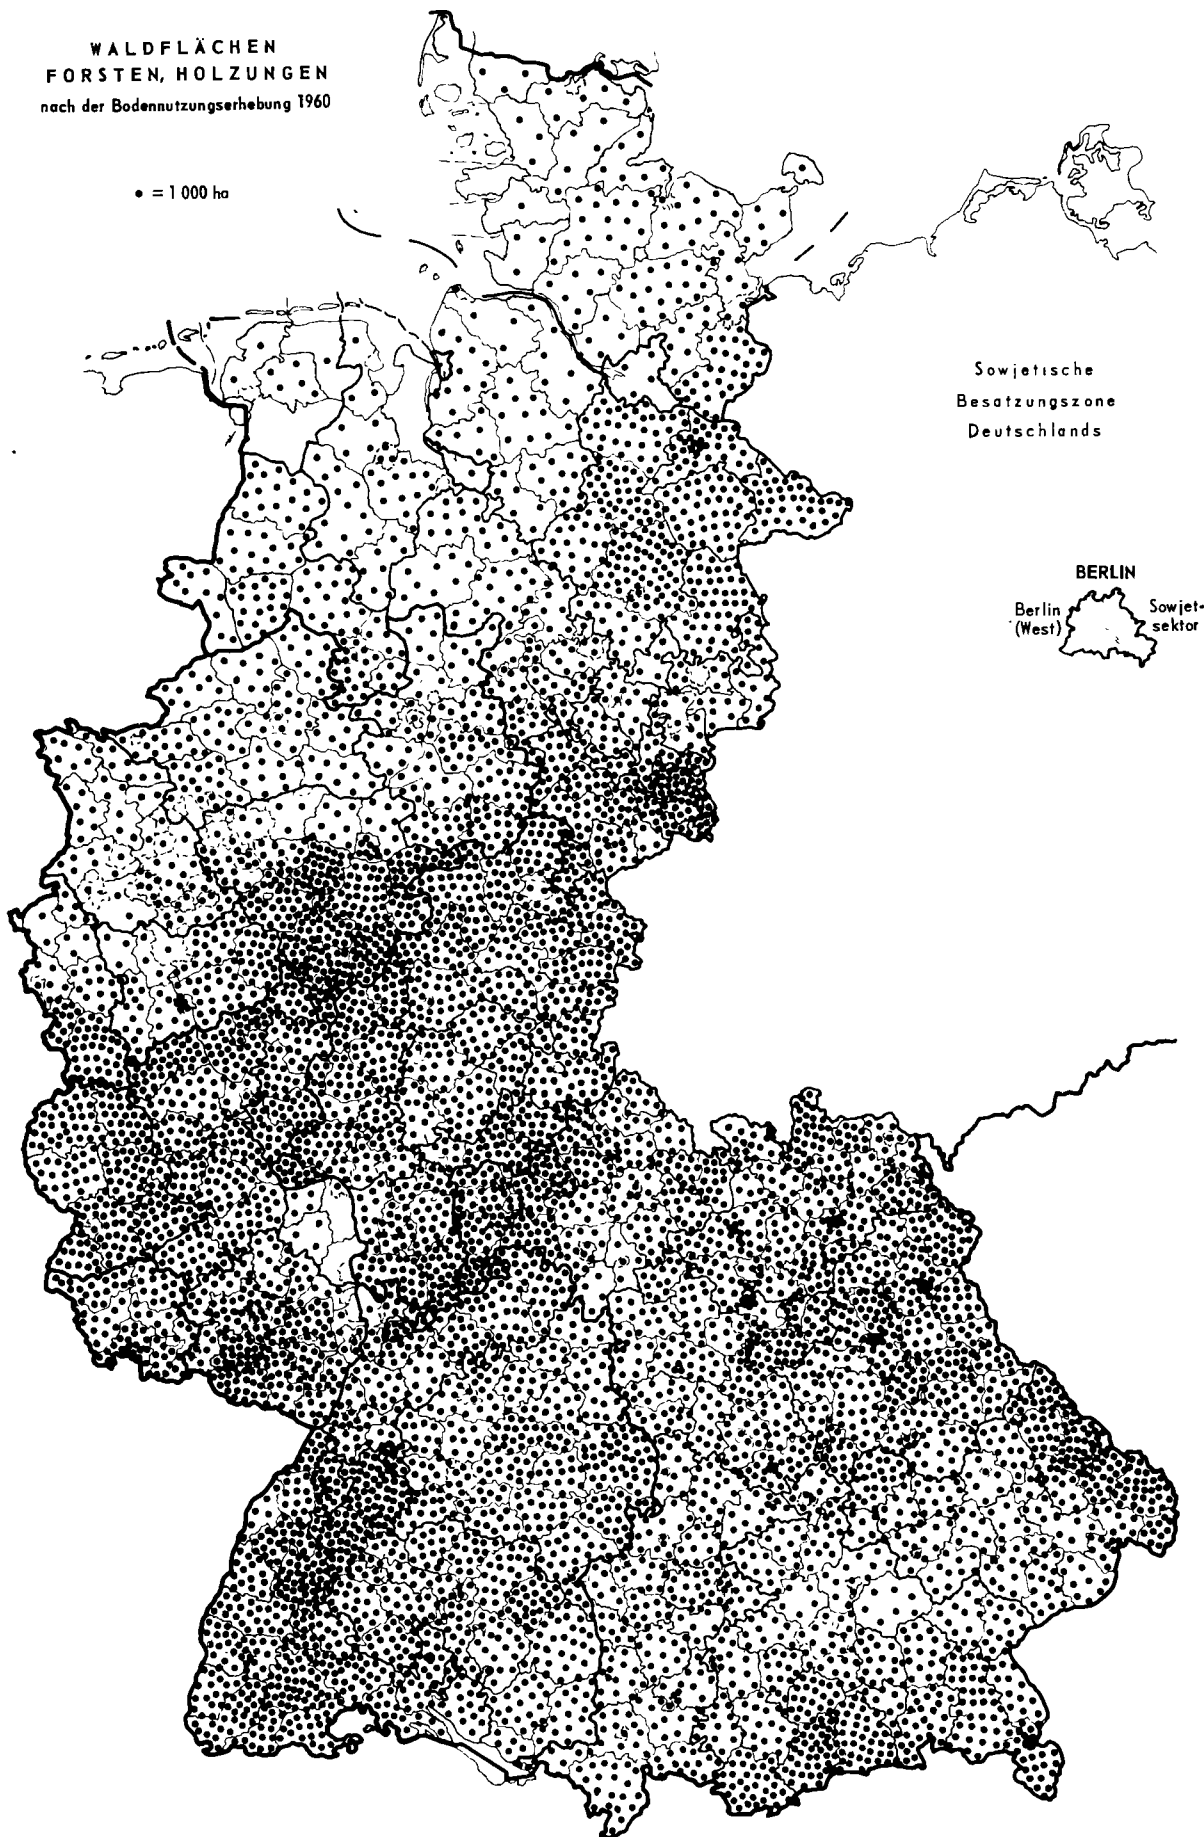 WALDFLÄCHEN
FORSTEN, HOLZUNGEN
nach der Bodennutzungserhebung 1960
• = 1 000 ha
Sowjetische
Besatzungszone
Deutschlands
BERLIN
Berlin
(West)
Sowjet-
sektor